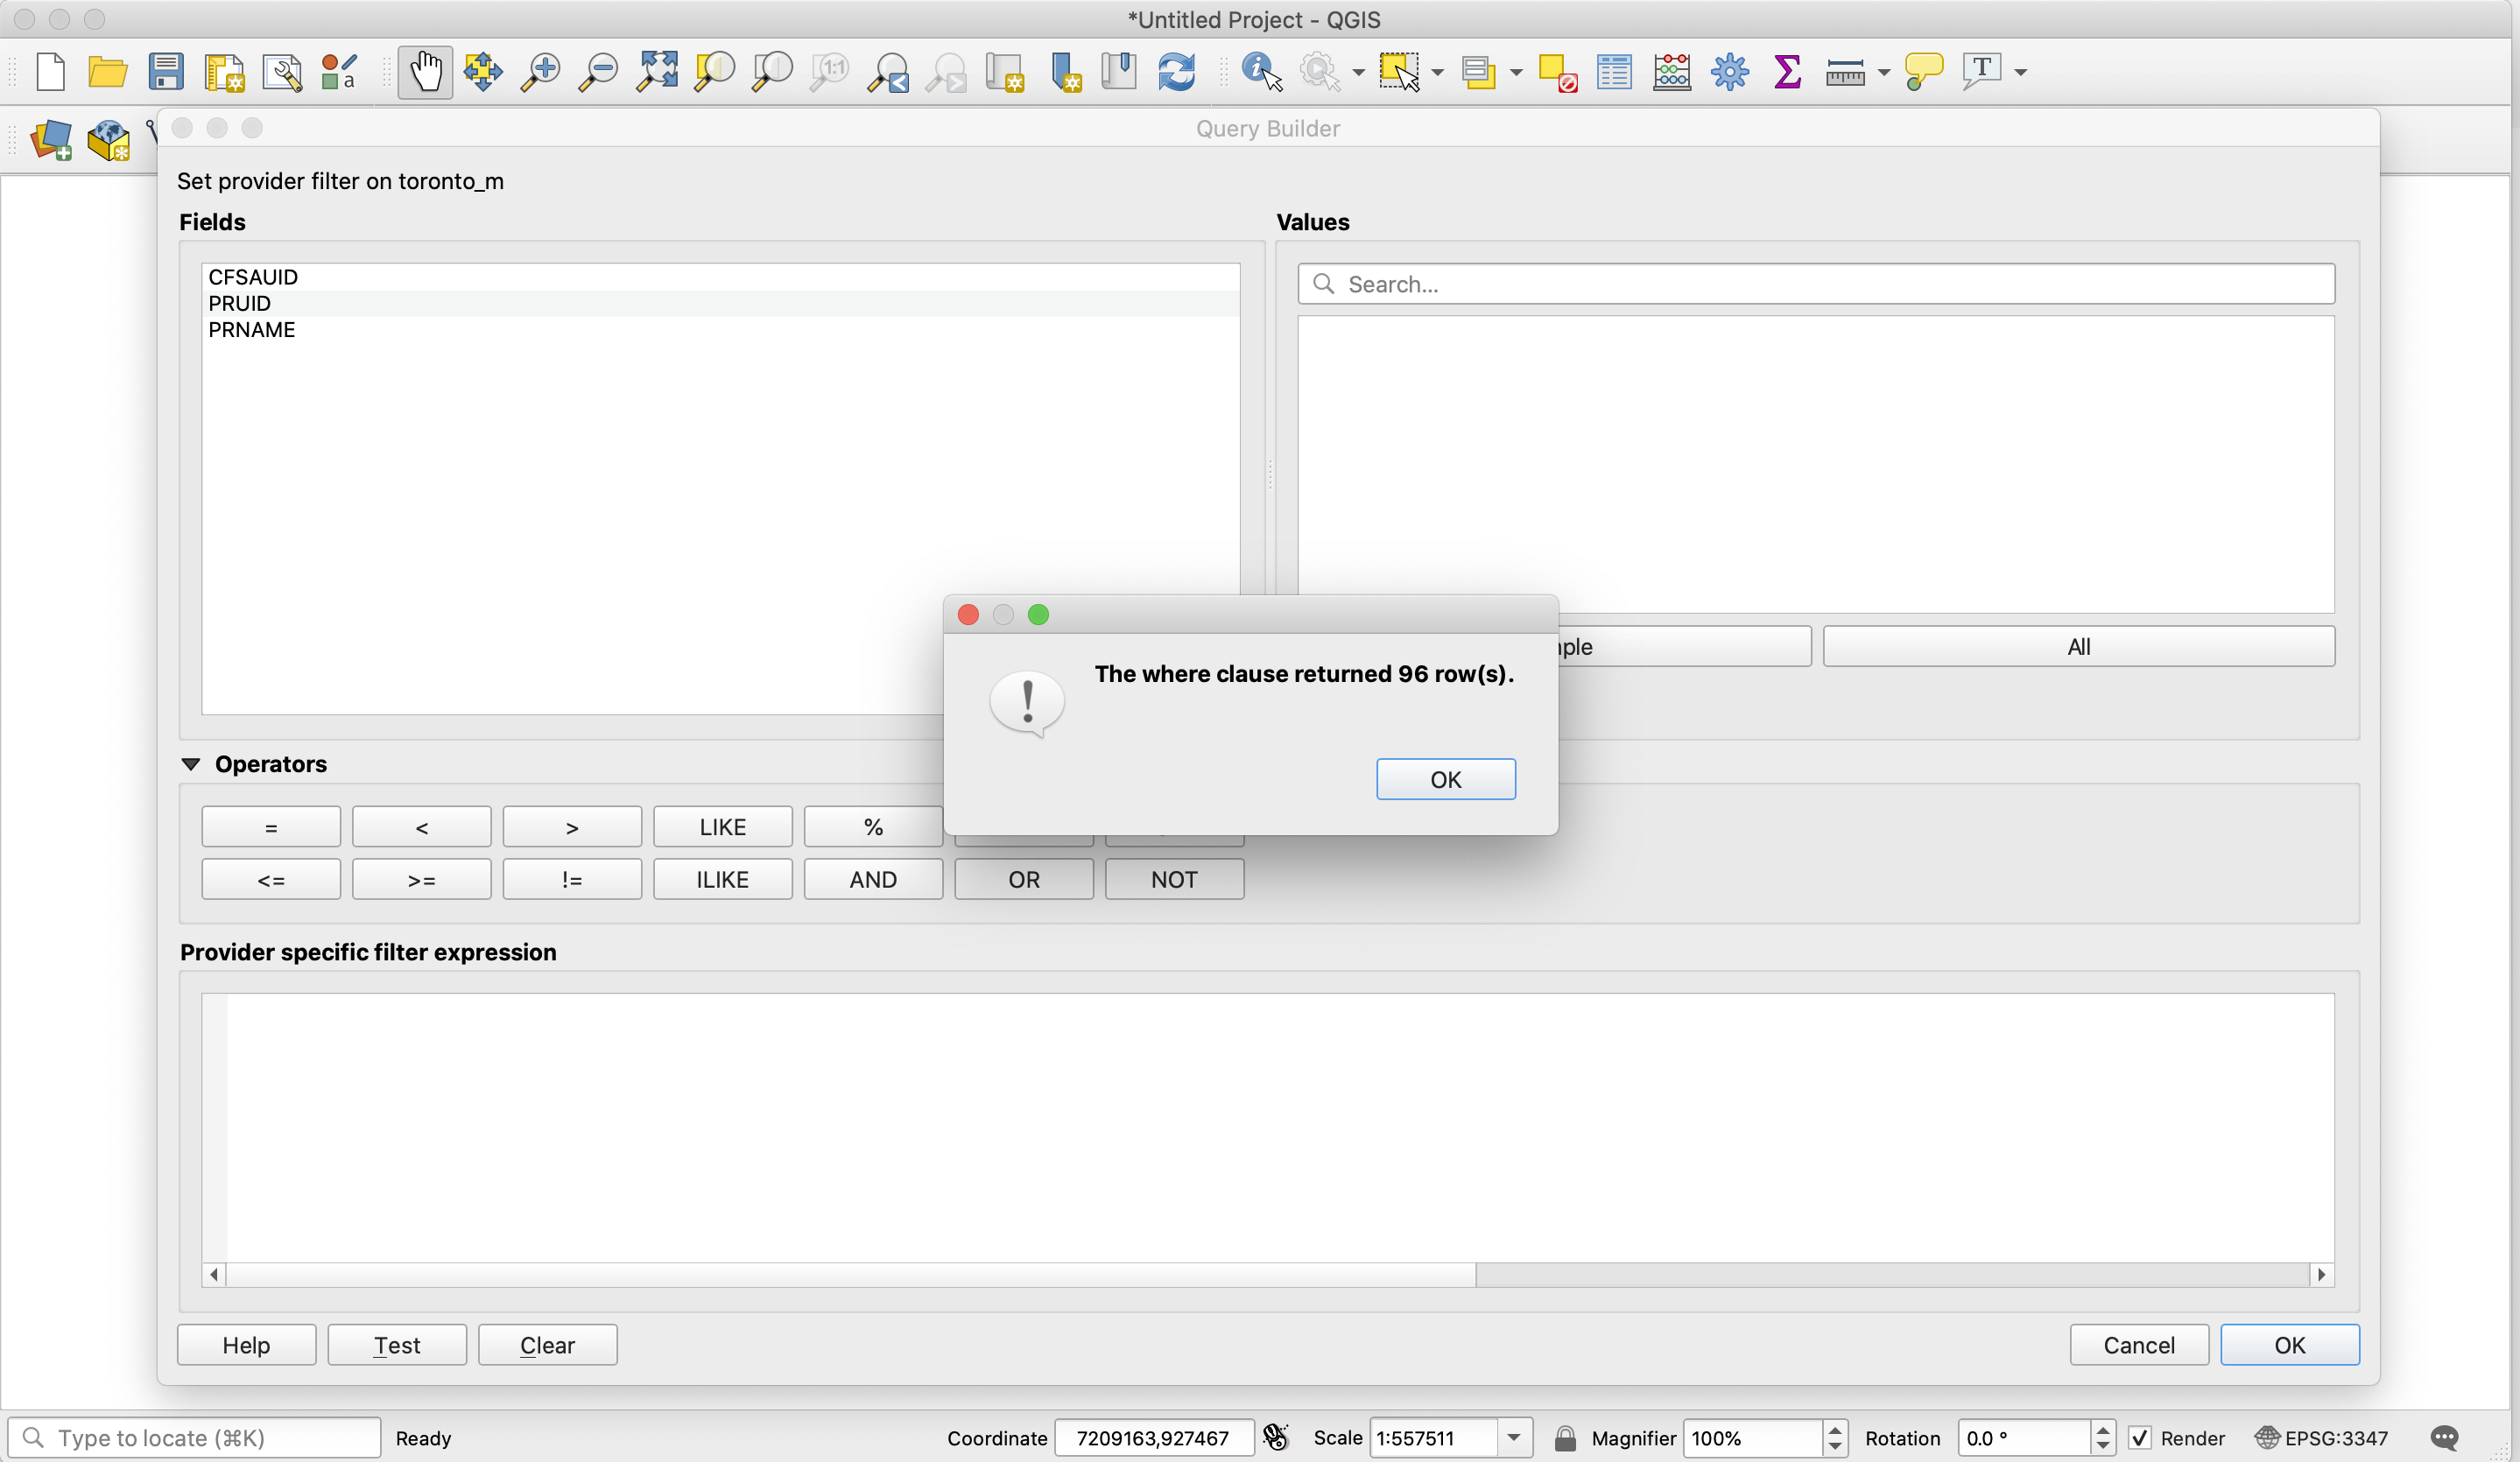 *Untitled Project - QGIS
a
1:1
T
Query Builder
Set provider filter on toronto_m
Fields
Values
CFSAUID
PRUID
PRNAME
Search...
All
The where clause returned 96 row(s).
OK
Operators
= < > LIKE %
<= >= != ILIKE AND OR NOT
Provider specific filter expression
Help Test Clear Cancel OK
Type to locate (⌘K) Ready Coordinate 7209163,927467 Scale 1:557511 Magnifier 100% Rotation 0.0 ° Render EPSG:3347